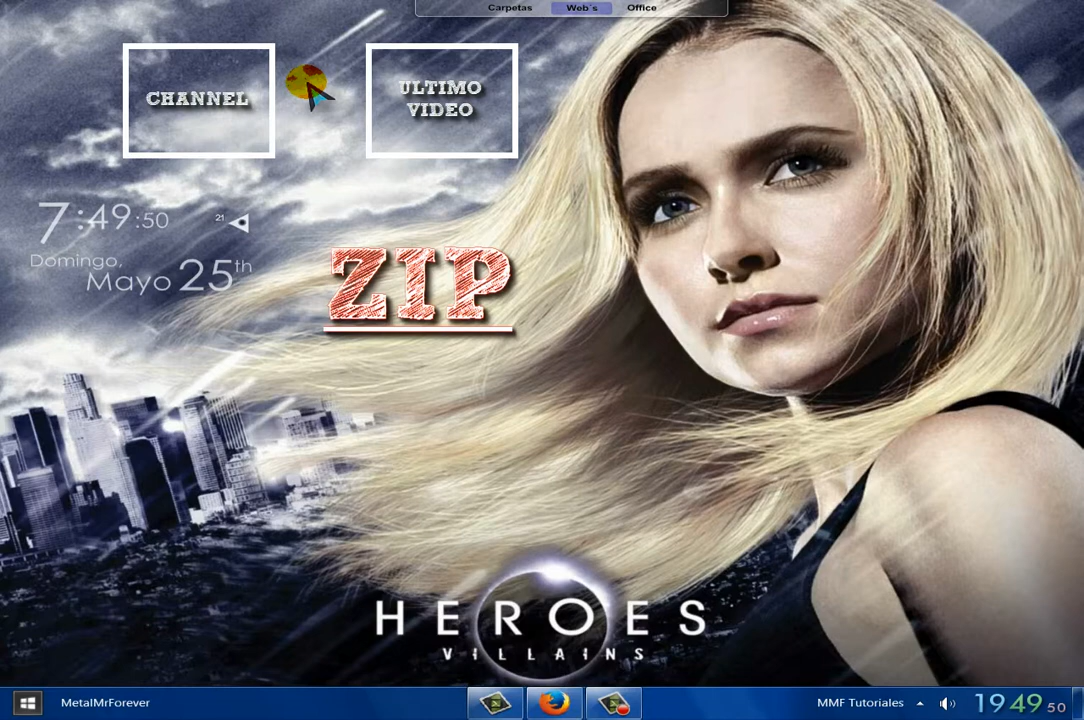 Carpetas Web´s Office
CHANNEL
ULTIMO
VIDEO
7:49:50 21
Domingo,
Mayo 25th
ZIP
HEROES
VILLAINS
MetalMrForever
MMF Tutoriales
19 49 50